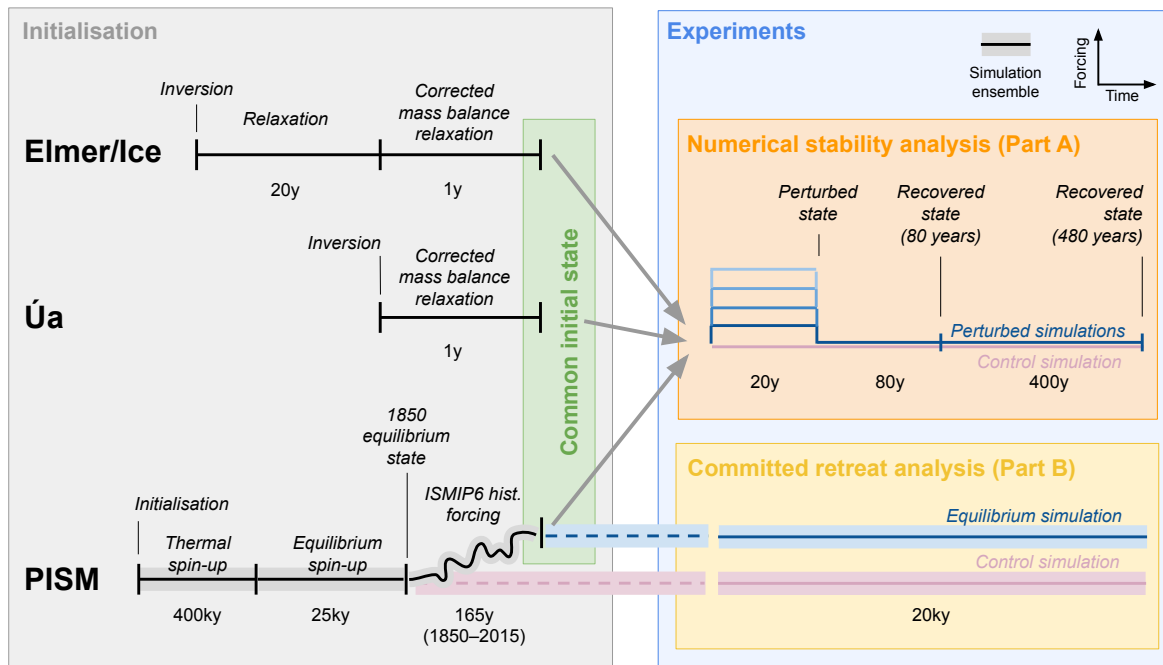 Initialisation
Inversion
Relaxation
Corrected
mass balance
relaxation
Elmer/Ice
20y
1y
Inversion
Corrected
mass balance
relaxation
Úa
1y
Common initial state
1850
equilibrium
state
ISMIP6 hist.
forcing
Initialisation
Thermal
spin-up
Equilibrium
spin-up
PISM
400ky
25ky
165y
(1850–2015)
Experiments
Simulation
ensemble
Forcing
Time
Numerical stability analysis (Part A)
Perturbed
state
Recovered
state
(80 years)
Recovered
state
(480 years)
Perturbed simulations
Control simulation
20y
80y
400y
Committed retreat analysis (Part B)
Equilibrium simulation
Control simulation
20ky